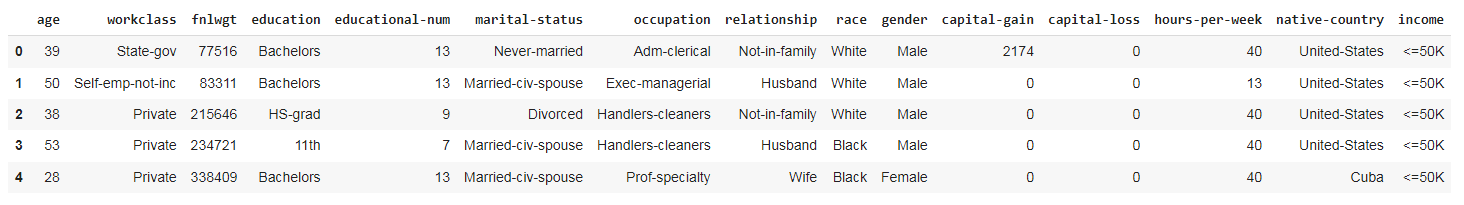 age workclass fnlwgt education educational-num marital-status occupation relationship race gender capital-gain capital-loss hours-per-week native-country income
0 39 State-gov 77516 Bachelors 13 Never-married Adm-clerical Not-in-family White Male 2174 0 40 United-States <=50K
1 50 Self-emp-not-inc 83311 Bachelors 13 Married-civ-spouse Exec-managerial Husband White Male 0 0 13 United-States <=50K
2 38 Private 215646 HS-grad 9 Divorced Handlers-cleaners Not-in-family White Male 0 0 40 United-States <=50K
3 53 Private 234721 11th 7 Married-civ-spouse Handlers-cleaners Husband Black Male 0 0 40 United-States <=50K
4 28 Private 338409 Bachelors 13 Married-civ-spouse Prof-specialty Wife Black Female 0 0 40 Cuba <=50K